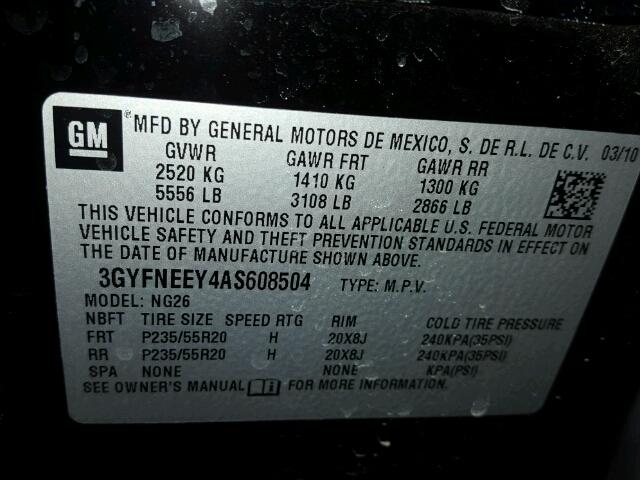 GM ® MFD BY GENERAL MOTORS DE MEXICO, S. DE R.L. DE C.V. 03/10
GVWR GAWR FRT GAWR RR
2520 KG 1410 KG 1300 KG
5556 LB 3108 LB 2866 LB
THIS VEHICLE CONFORMS TO ALL APPLICABLE U.S. FEDERAL MOTOR
VEHICLE SAFETY AND THEFT PREVENTION STANDARDS IN EFFECT ON
THE DATE OF MANUFACTURE SHOWN ABOVE.
3GYFNEEY4AS608504 TYPE: M.P.V.
MODEL: NG26
NBFT TIRE SIZE SPEED RTG RIM COLD TIRE PRESSURE
FRT P235/55R20 H 20X8J 240KPA(35PSI)
RR P235/55R20 H 20X8J 240KPA(35PSI)
SPA NONE NONE KPA(PSI)
SEE OWNER'S MANUAL FOR MORE INFORMATION.